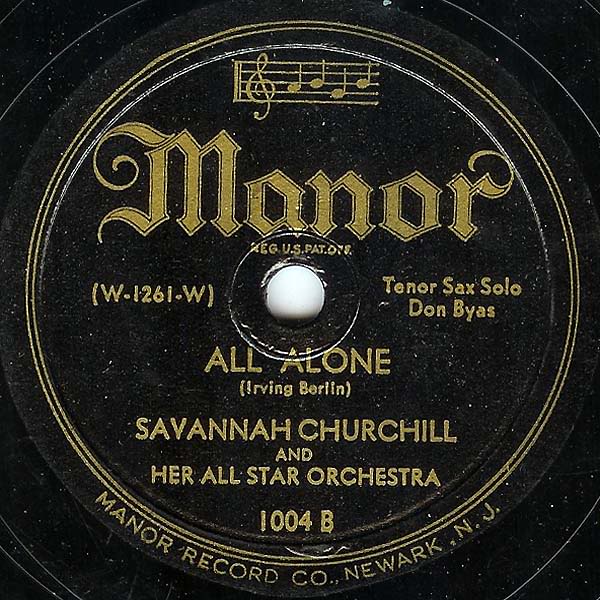 Manor
REG. U.S. PAT. OFF.
(W-1261-W)
Tenor Sax Solo
Don Byas
ALL ALONE
(Irving Berlin)
SAVANNAH CHURCHILL
AND
HER ALL STAR ORCHESTRA
1004 B
MANOR RECORD CO., NEWARK, N. J.